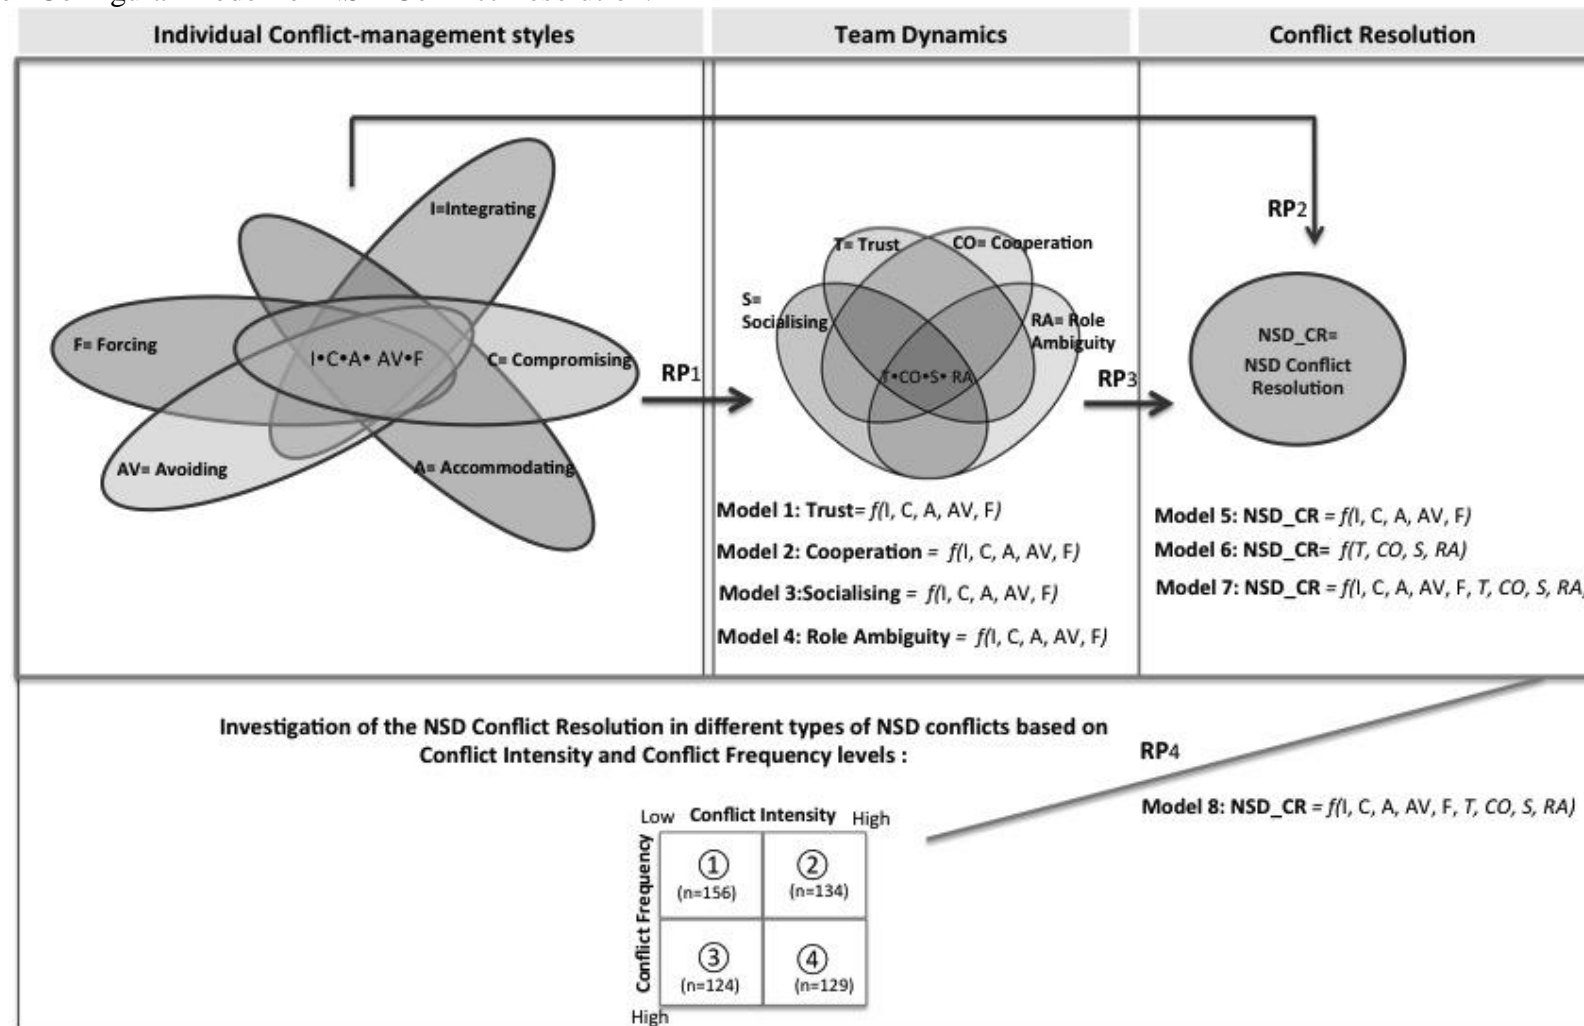 Individual Conflict-management styles
Team Dynamics
Conflict Resolution
I=Integrating
F= Forcing
I•C•A• AV•F
C= Compromising
AV= Avoiding
A= Accommodating
RP1
T= Trust
CO= Cooperation
S=
Socialising
RA= Role
Ambiguity
T•CO•S• RA
RP2
RP3
NSD_CR=
NSD Conflict
Resolution
Model 1: Trust= f(I, C, A, AV, F)
Model 2: Cooperation = f(I, C, A, AV, F)
Model 3:Socialising = f(I, C, A, AV, F)
Model 4: Role Ambiguity = f(I, C, A, AV, F)
Model 5: NSD_CR = f(I, C, A, AV, F)
Model 6: NSD_CR= f(T, CO, S, RA)
Model 7: NSD_CR = f(I, C, A, AV, F, T, CO, S, RA)
Investigation of the NSD Conflict Resolution in different types of NSD conflicts based on
Conflict Intensity and Conflict Frequency levels :
RP4
Model 8: NSD_CR = f(I, C, A, AV, F, T, CO, S, RA)
Low Conflict Intensity High
Conflict Frequency
1
(n=156)
2
(n=134)
3
(n=124)
4
(n=129)
High